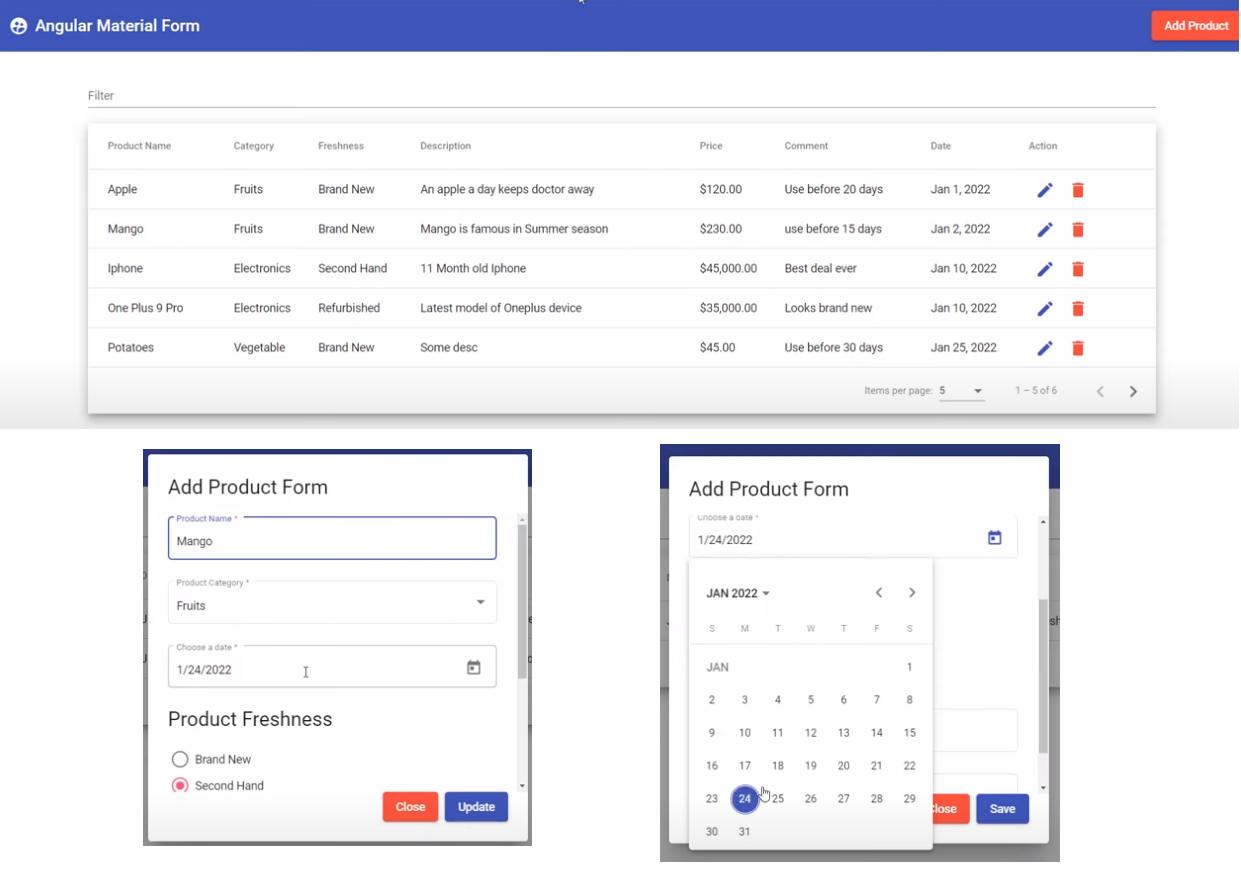 Angular Material Form
Add Product
Filter
Product Name Category Freshness Description Price Comment Date Action
Apple Fruits Brand New An apple a day keeps doctor away $120.00 Use before 20 days Jan 1, 2022
Mango Fruits Brand New Mango is famous in Summer season $230.00 use before 15 days Jan 2, 2022
Iphone Electronics Second Hand 11 Month old Iphone $45,000.00 Best deal ever Jan 10, 2022
One Plus 9 Pro Electronics Refurbished Latest model of Oneplus device $35,000.00 Looks brand new Jan 10, 2022
Potatoes Vegetable Brand New Some desc $45.00 Use before 30 days Jan 25, 2022
Items per page: 5 1 – 5 of 6
Add Product Form
Product Name *
Mango
Product Category *
Fruits
Choose a date *
1/24/2022
Product Freshness
Brand New
Second Hand
Close Update
Add Product Form
Choose a date *
1/24/2022
JAN 2022
S M T W T F S
JAN 1
2 3 4 5 6 7 8
9 10 11 12 13 14 15
16 17 18 19 20 21 22
23 24 25 26 27 28 29
30 31
lose Save